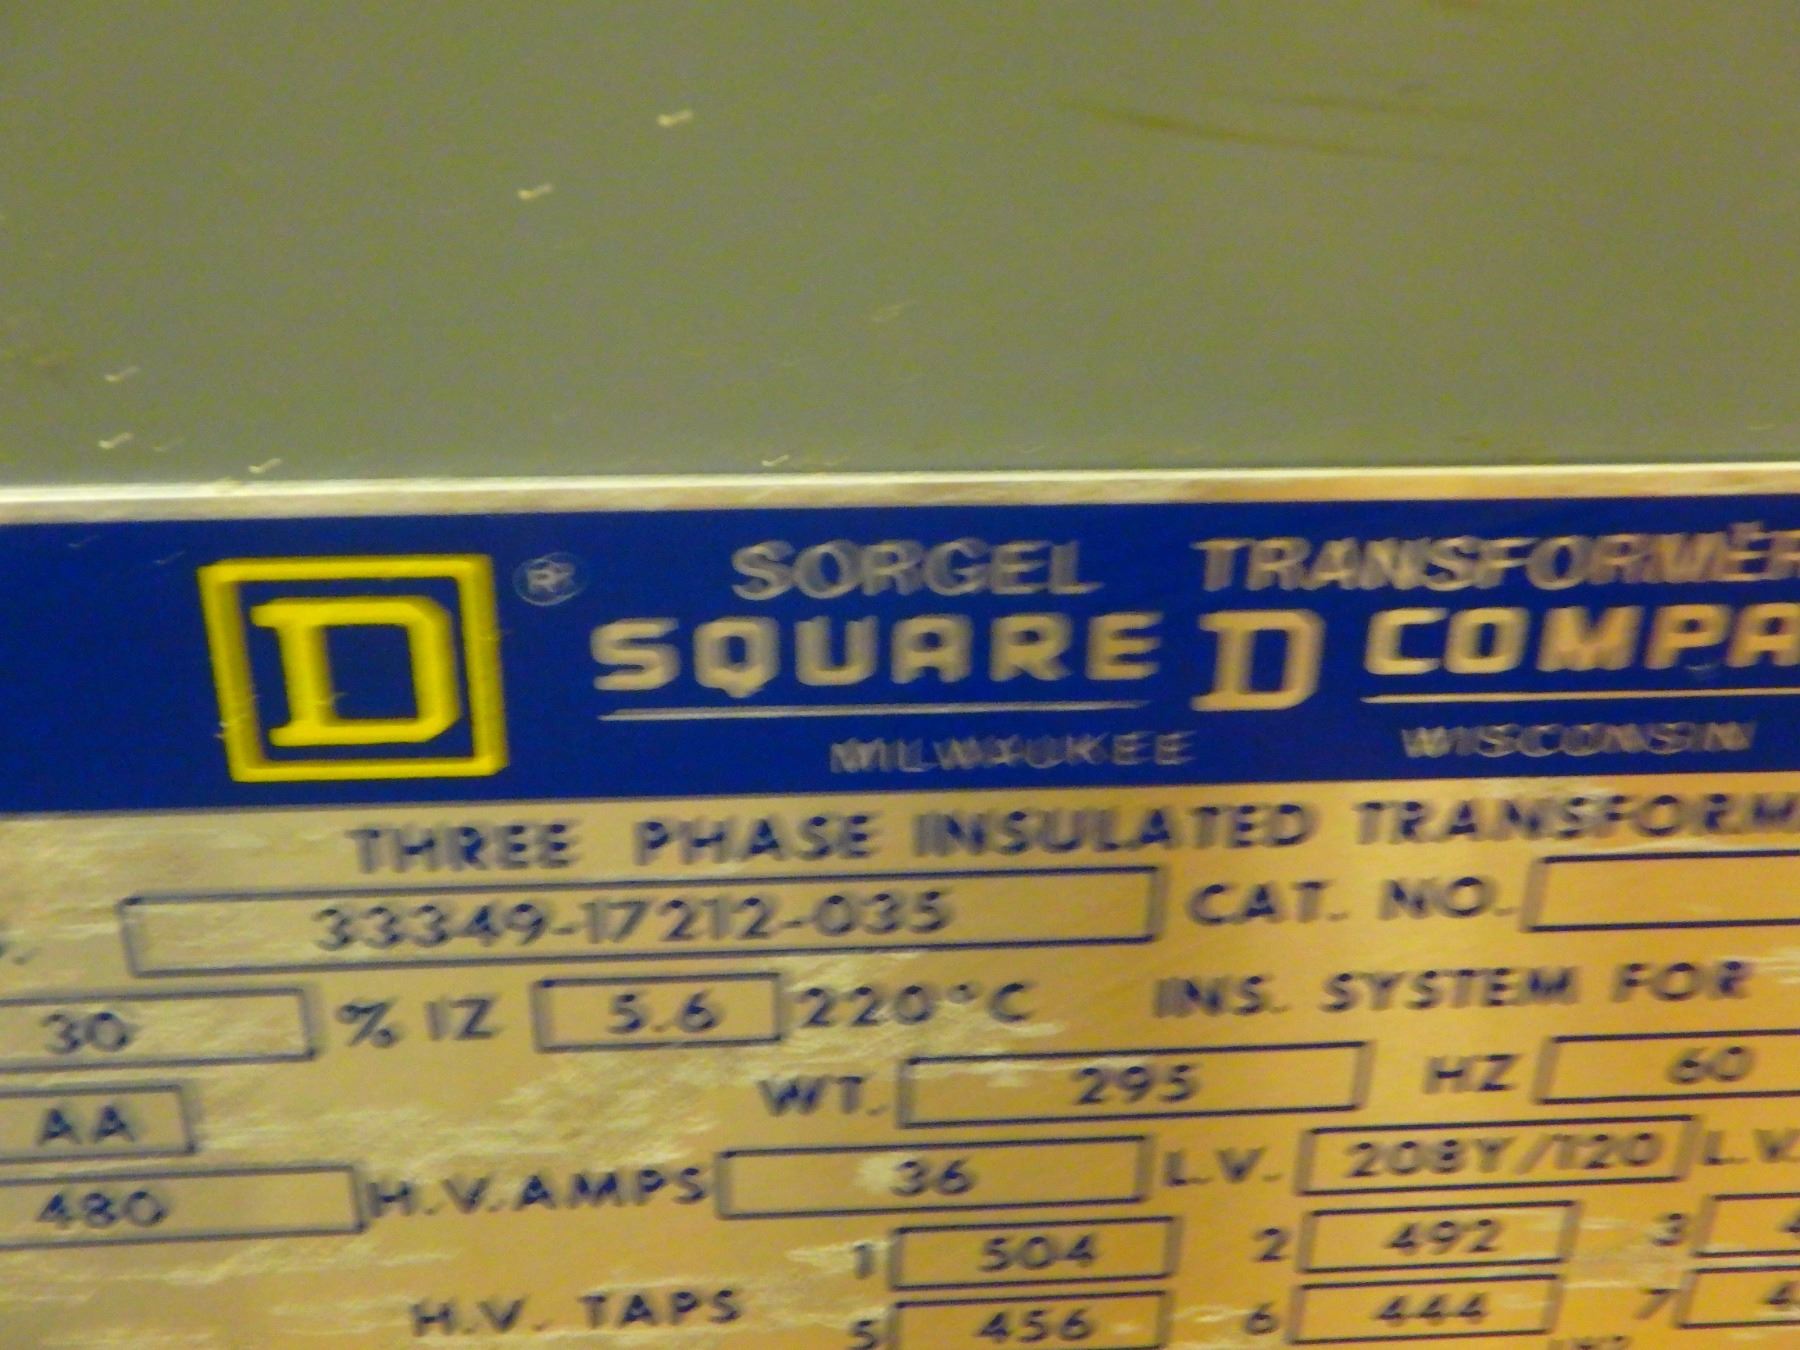 D R SORGEL TRANSFORMER
SQUARE D COMPA
MILWAUKEE WISCONSIN
THREE PHASE INSULATED TRANSFORM
33349-17212-035 CAT. NO.
30 % IZ 5.6 220°C INS. SYSTEM FOR
AA WT. 295 HZ 60
480 H.V. AMPS 36 L.V. 208Y/120 L.V.
1 504 2 492 3 4
H.V. TAPS 5 456 6 444 7 4